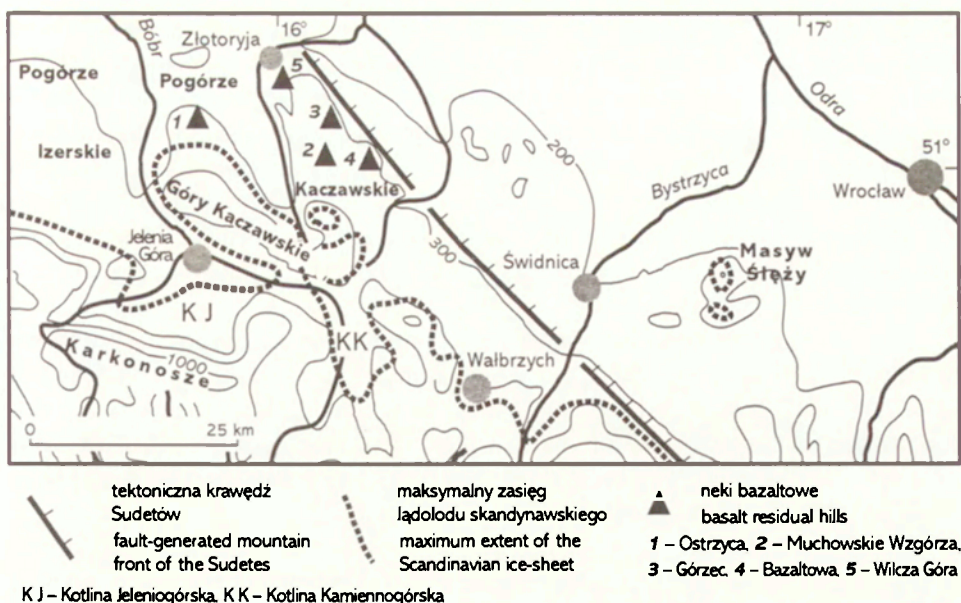 16°
17°
Bóbr
Złotoryja
Pogórze
Pogórze
5
Odra
1
3
200
51°
Izerskie
2
4
Kaczawskie
Bystrzyca
Wrocław
Góry Kaczawskie
Jelenia
Góra
300
Świdnica
Masyw
Ślęży
K J
KK
Karkonosze
1000
Wałbrzych
0 25 km
tektoniczna krawędź
Sudetów
fault-generated mountain
front of the Sudetes
maksymalny zasięg
lądolodu skandynawskiego
maximum extent of the
Scandinavian ice-sheet
neki bazaltowe
basalt residual hills
1 – Ostrzyca, 2 – Muchowskie Wzgórza,
3 – Górzec, 4 – Bazaltowa, 5 – Wilcza Góra
K J – Kotlina Jeleniogórska, K K – Kotlina Kamiennogórska